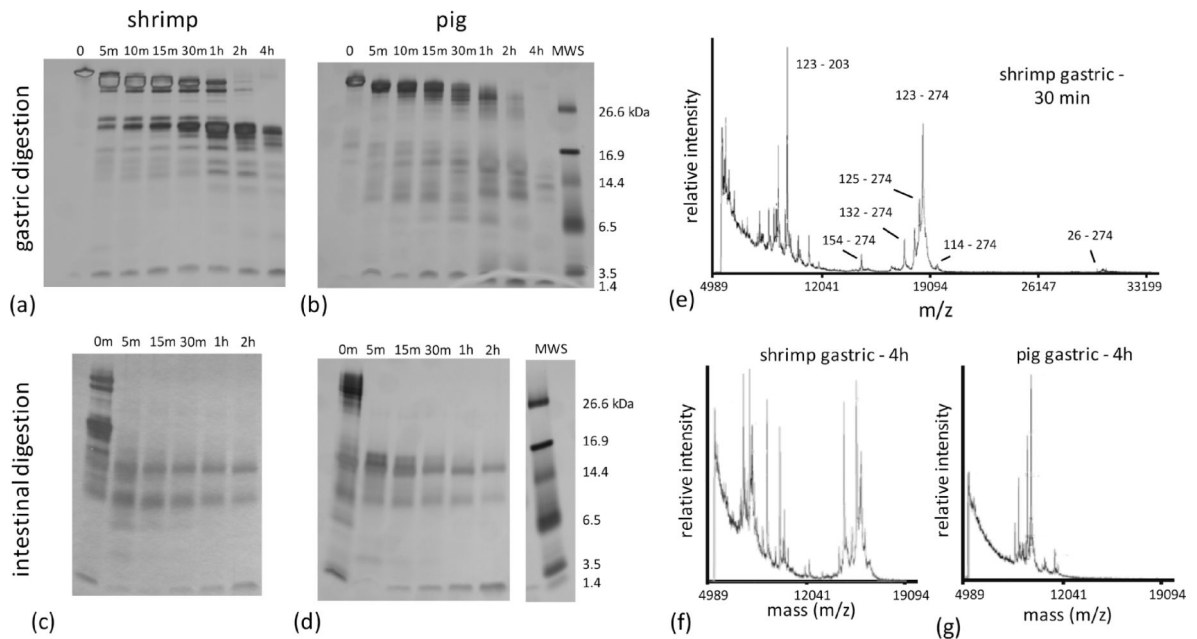 shrimp
pig
0 5m 10m 15m 30m 1h 2h 4h
0 5m 10m 15m 30m 1h 2h 4h MWS
gastric digestion
26.6 kDa
16.9
14.4
6.5
3.5
1.4
(a)
(b)
relative intensity
123 - 203
shrimp gastric -
30 min
123 - 274
125 - 274
132 - 274
154 - 274
114 - 274
26 - 274
4989 12041 19094 26147 33199
(e)
m/z
intestinal digestion
0m 5m 15m 30m 1h 2h
0m 5m 15m 30m 1h 2h
MWS
26.6 kDa
16.9
14.4
6.5
3.5
1.4
(c)
(d)
shrimp gastric - 4h
relative intensity
4989 12041 19094
(f)
mass (m/z)
pig gastric - 4h
relative intensity
4989 12041 19094
(g)
mass (m/z)